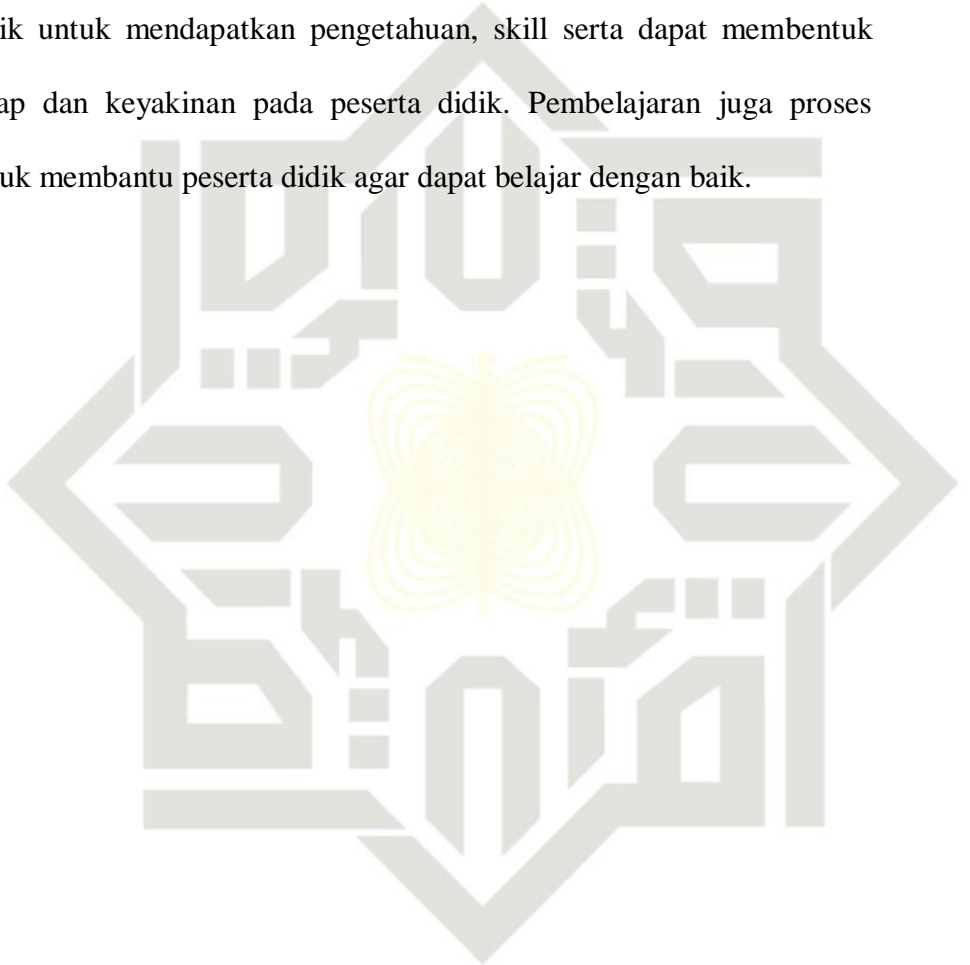 ik untuk mendapatkan pengetahuan, skill serta dapat membentuk
ap dan keyakinan pada peserta didik. Pembelajaran juga proses
uk membantu peserta didik agar dapat belajar dengan baik.